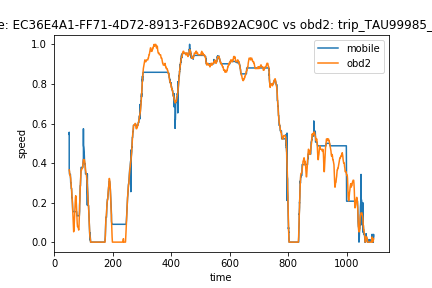 e: EC36E4A1-FF71-4D72-8913-F26DB92AC90C vs obd2: trip_TAU99985_
mobile
obd2
speed
1.0
0.8
0.6
0.4
0.2
0.0
0 200 400 600 800 1000
time